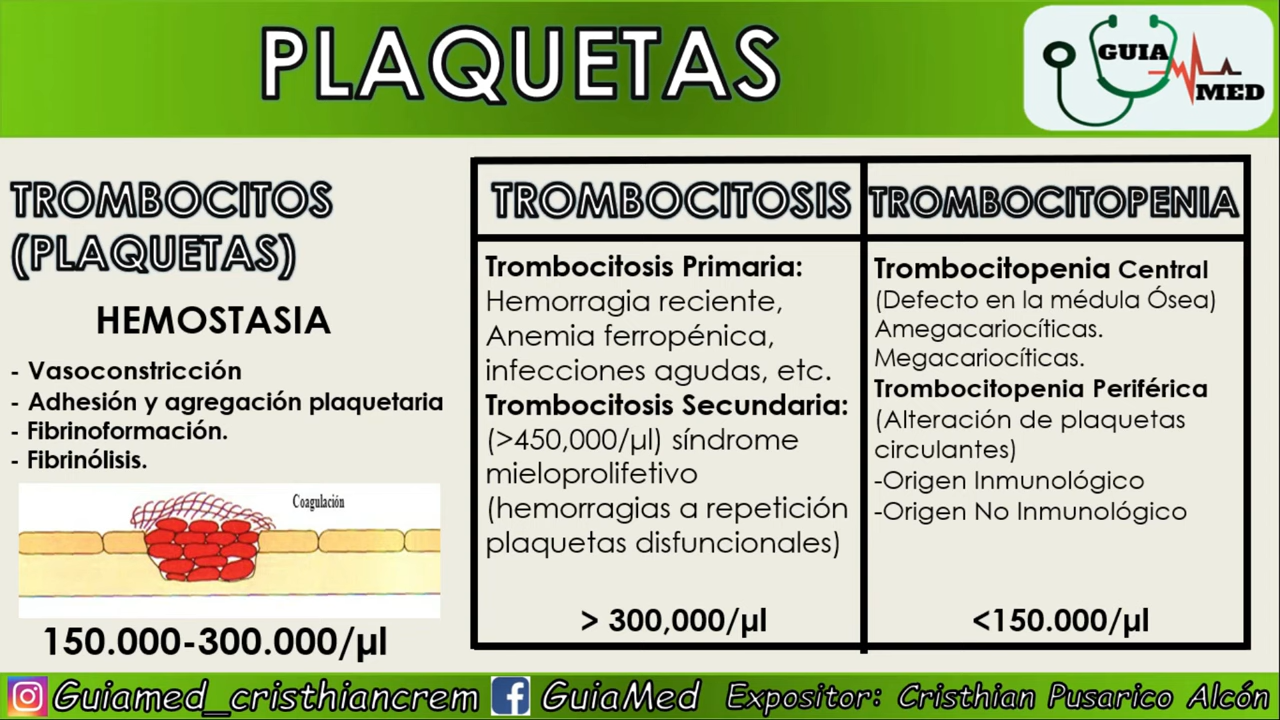 PLAQUETAS
GUIA
MED
TROMBOCITOS
(PLAQUETAS)
HEMOSTASIA
- Vasoconstricción
- Adhesión y agregación plaquetaria
- Fibrinoformación.
- Fibrinólisis.
Coagulación
150.000-300.000/µl
TROMBOCITOSIS
Trombocitosis Primaria:
Hemorragia reciente,
Anemia ferropénica,
infecciones agudas, etc.
Trombocitosis Secundaria:
(>450,000/µl) síndrome
mieloprolifetivo
(hemorragias a repetición
plaquetas disfuncionales)
> 300,000/µl
TROMBOCITOPENIA
Trombocitopenia Central
(Defecto en la médula Ósea)
Amegacariocíticas.
Megacariocíticas.
Trombocitopenia Periférica
(Alteración de plaquetas
circulantes)
-Origen Inmunológico
-Origen No Inmunológico
<150.000/µl
Guiamed_cristhiancrem GuiaMed Expositor: Cristhian Pusarico Alcón